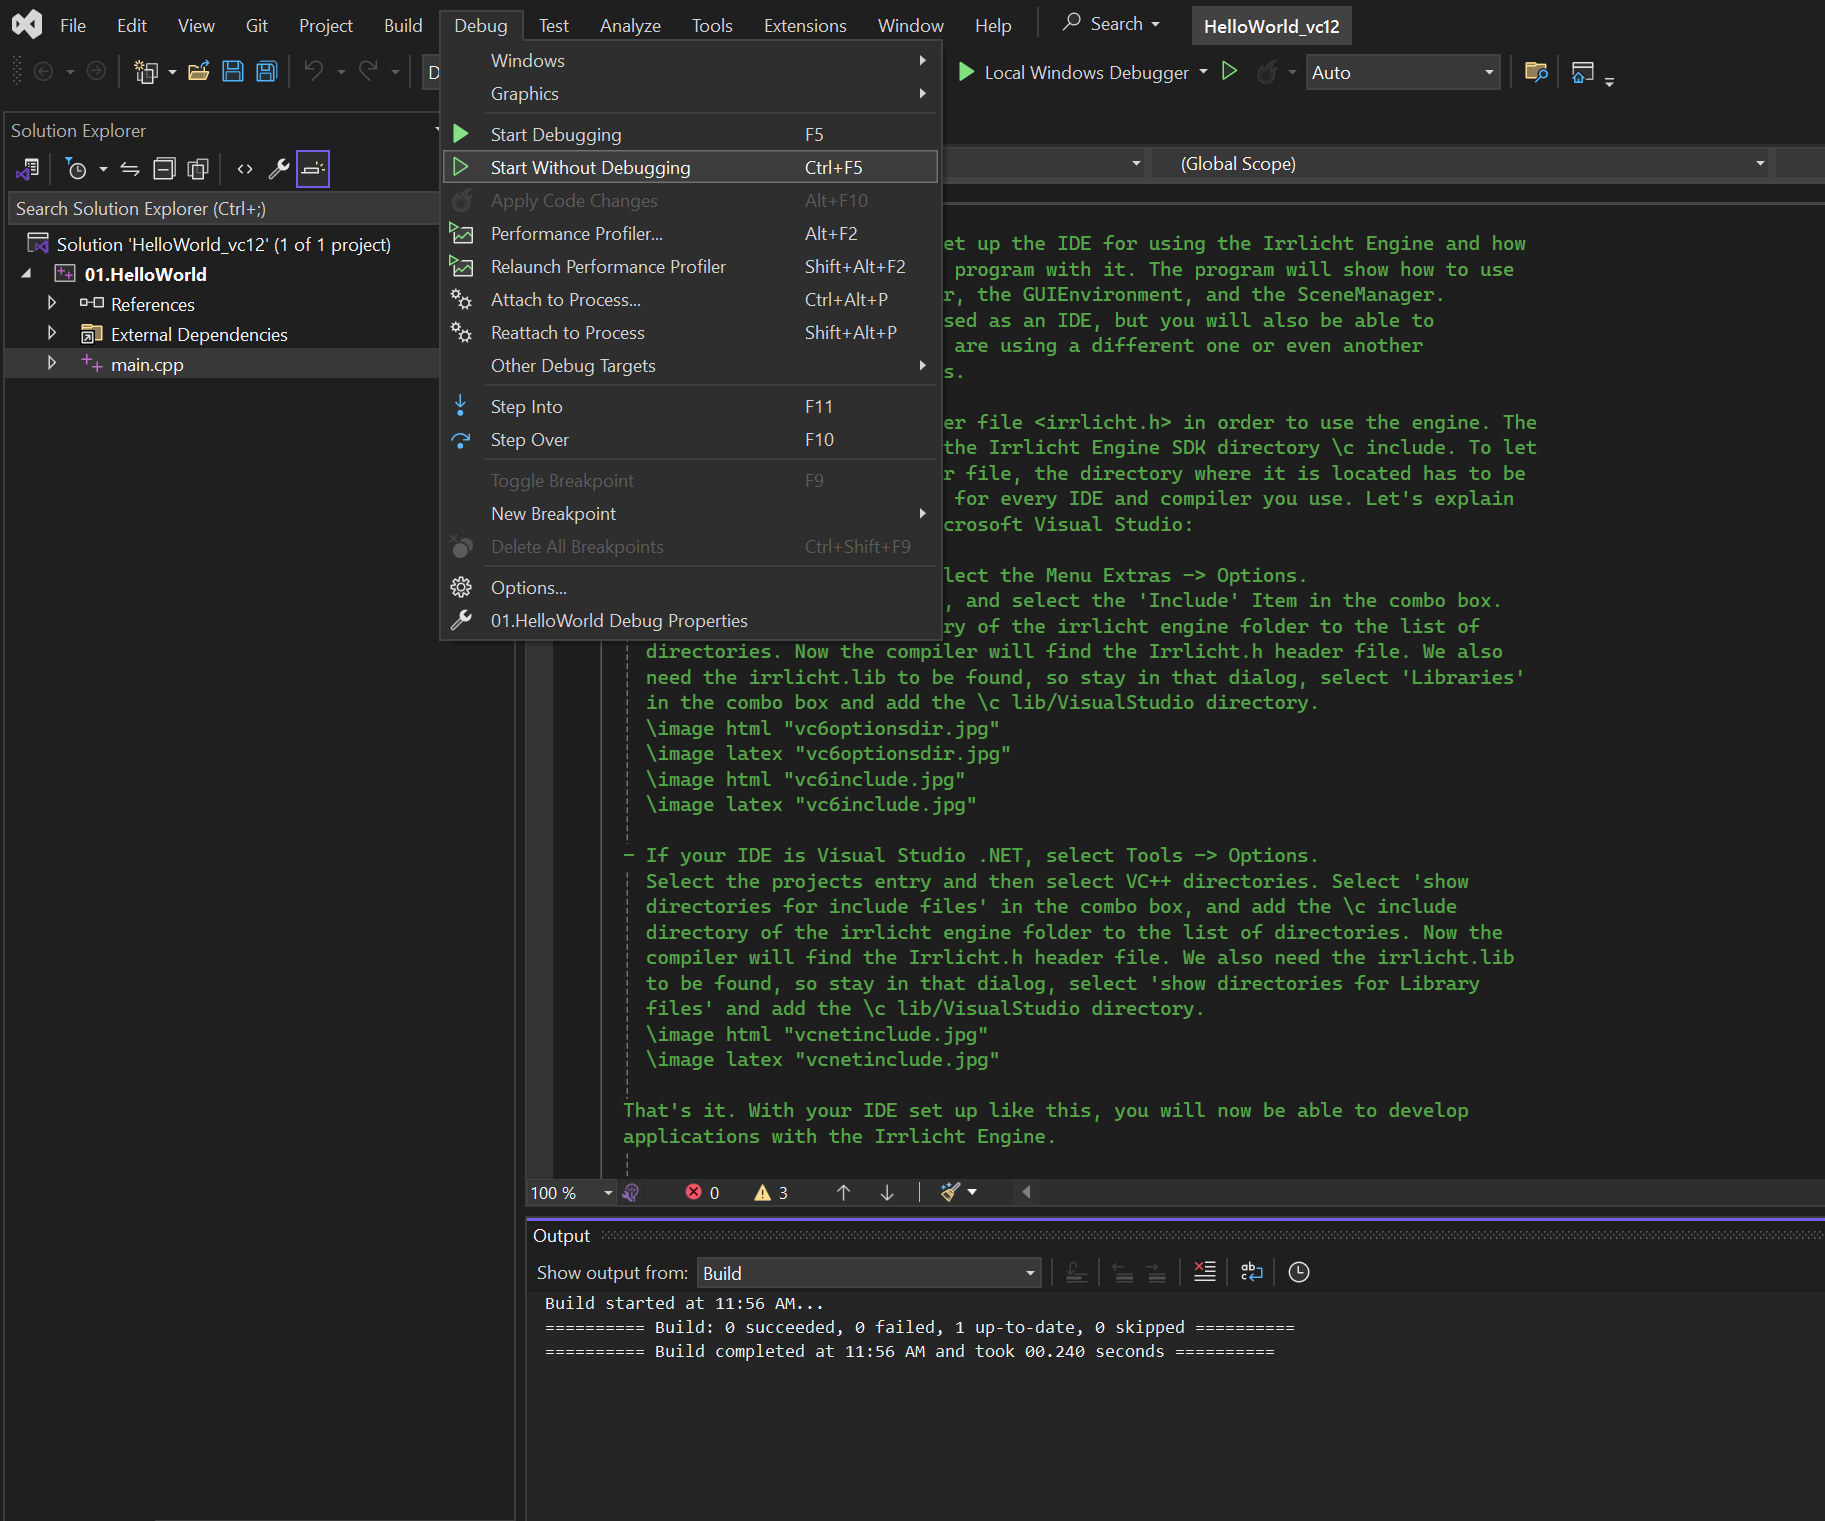 File Edit View Git Project Build Debug Test Analyze Tools Extensions Window Help Search HelloWorld_vc12
D Local Windows Debugger Auto
Solution Explorer
Search Solution Explorer (Ctrl+;)
Solution 'HelloWorld_vc12' (1 of 1 project)
01.HelloWorld
References
External Dependencies
main.cpp
Windows
Graphics
Start Debugging F5
Start Without Debugging Ctrl+F5
Apply Code Changes Alt+F10
Performance Profiler... Alt+F2
Relaunch Performance Profiler Shift+Alt+F2
Attach to Process... Ctrl+Alt+P
Reattach to Process Shift+Alt+P
Other Debug Targets
Step Into F11
Step Over F10
Toggle Breakpoint F9
New Breakpoint
Delete All Breakpoints Ctrl+Shift+F9
Options...
01.HelloWorld Debug Properties
(Global Scope)
et up the IDE for using the Irrlicht Engine and how
program with it. The program will show how to use
r, the GUIEnvironment, and the SceneManager.
sed as an IDE, but you will also be able to
are using a different one or even another
s.
er file <irrlicht.h> in order to use the engine. The
the Irrlicht Engine SDK directory \c include. To let
r file, the directory where it is located has to be
for every IDE and compiler you use. Let's explain
crosoft Visual Studio:
lect the Menu Extras -> Options.
, and select the 'Include' Item in the combo box.
ry of the irrlicht engine folder to the list of
directories. Now the compiler will find the Irrlicht.h header file. We also
need the irrlicht.lib to be found, so stay in that dialog, select 'Libraries'
in the combo box and add the \c lib/VisualStudio directory.
\image html "vc6optionsdir.jpg"
\image latex "vc6optionsdir.jpg"
\image html "vc6include.jpg"
\image latex "vc6include.jpg"
- If your IDE is Visual Studio .NET, select Tools -> Options.
Select the projects entry and then select VC++ directories. Select 'show
directories for include files' in the combo box, and add the \c include
directory of the irrlicht engine folder to the list of directories. Now the
compiler will find the Irrlicht.h header file. We also need the irrlicht.lib
to be found, so stay in that dialog, select 'show directories for Library
files' and add the \c lib/VisualStudio directory.
\image html "vcnetinclude.jpg"
\image latex "vcnetinclude.jpg"
That's it. With your IDE set up like this, you will now be able to develop
applications with the Irrlicht Engine.
100 % 0 3
Output
Show output from: Build
Build started at 11:56 AM...
========== Build: 0 succeeded, 0 failed, 1 up-to-date, 0 skipped ==========
========== Build completed at 11:56 AM and took 00.240 seconds ==========